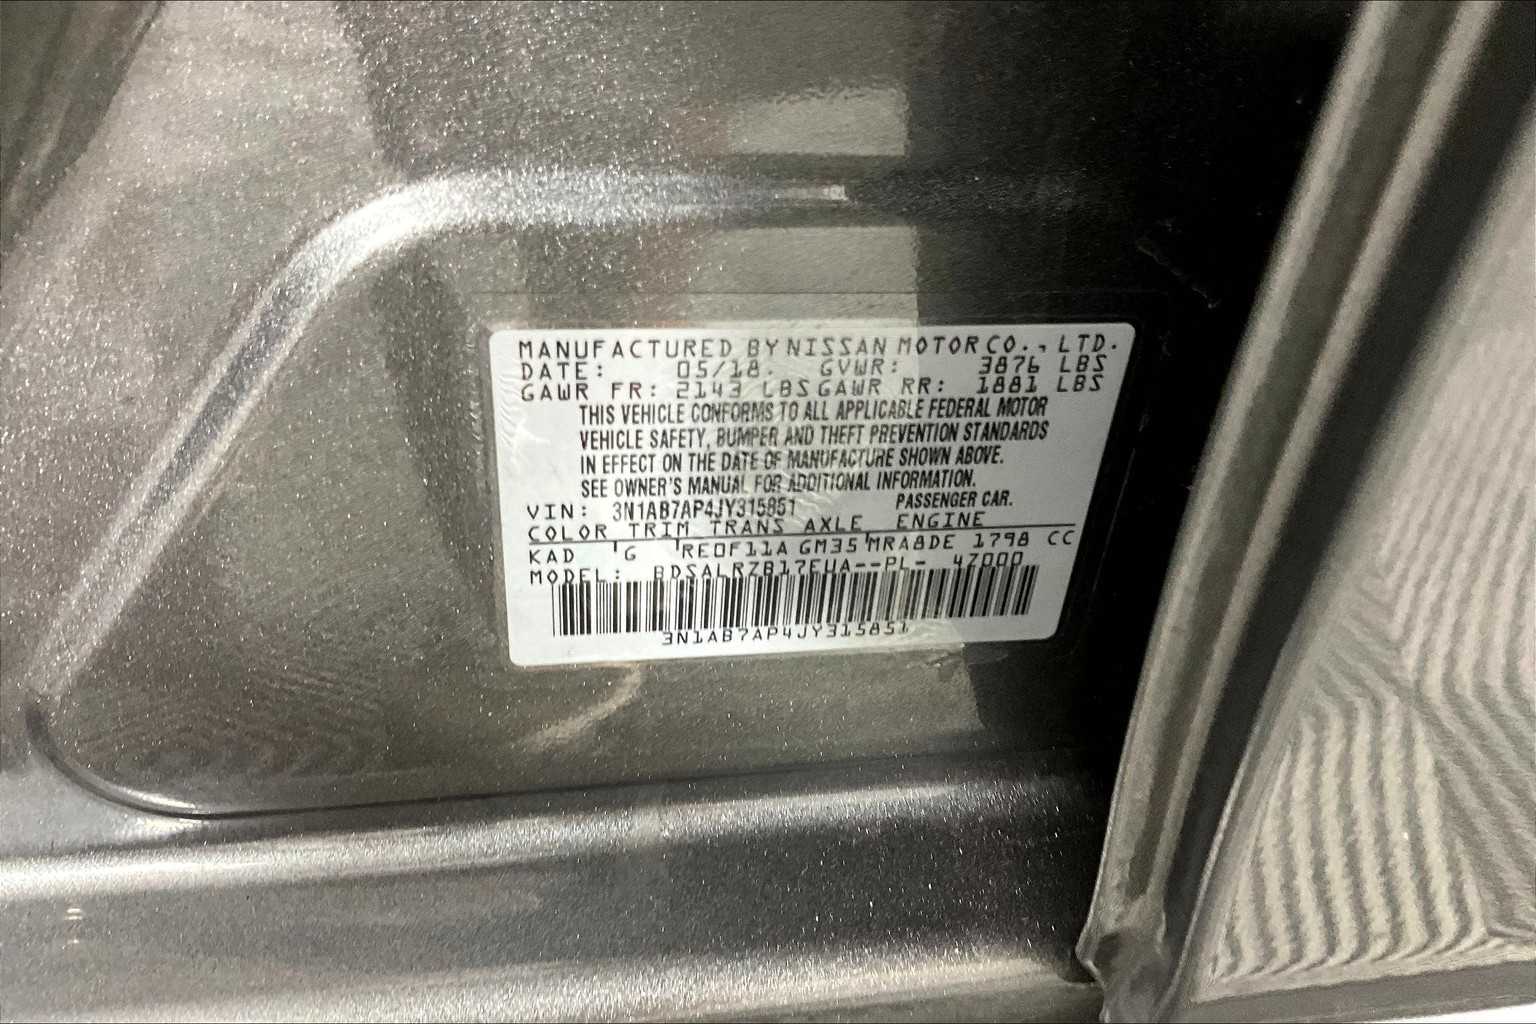 MANUFACTURED BY NISSAN MOTOR CO., LTD.
DATE: 05/18. GVWR: 3876 LBS
GAWR FR: 2143 LBS GAWR RR: 1881 LBS
THIS VEHICLE CONFORMS TO ALL APPLICABLE FEDERAL MOTOR
VEHICLE SAFETY, BUMPER AND THEFT PREVENTION STANDARDS
IN EFFECT ON THE DATE OF MANUFACTURE SHOWN ABOVE.
SEE OWNER'S MANUAL FOR ADDITIONAL INFORMATION.
VIN: 3N1AB7AP4JY315851 PASSENGER CAR.
COLOR TRIM TRANS AXLE ENGINE
KAD G RE0F11A GM35 MRA8DE 1798 CC
MODEL: BDSALRZB17EUA--PL- 47000
3N1AB7AP4JY315851